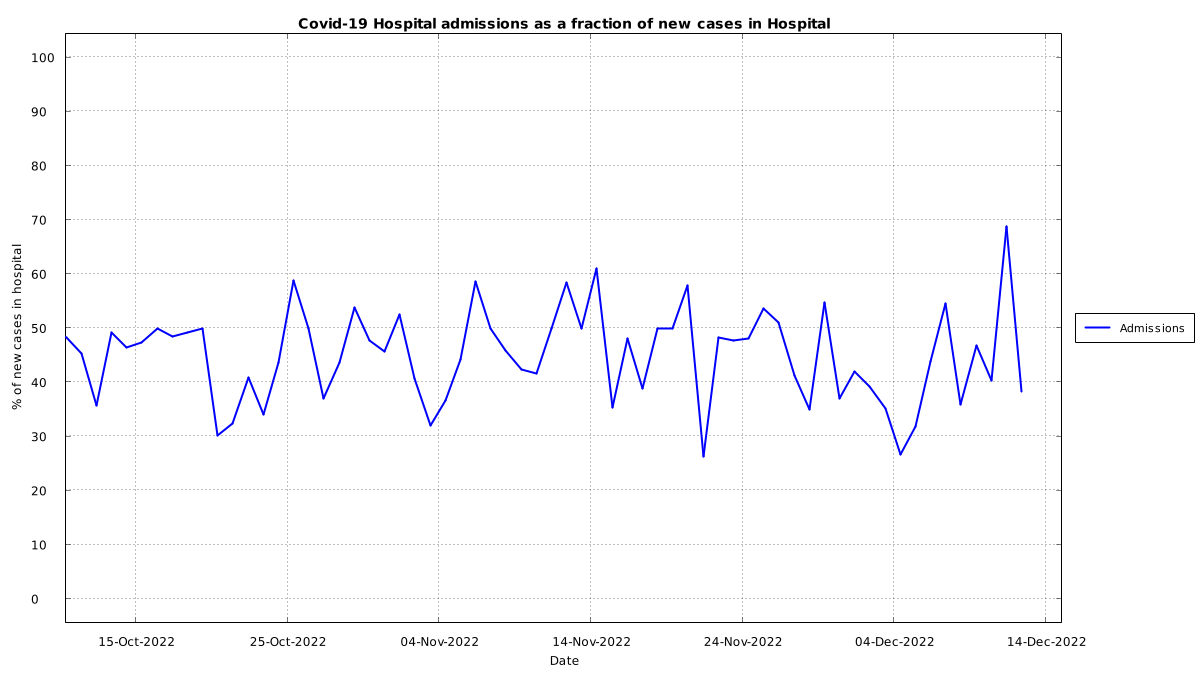 Covid-19 Hospital admissions as a fraction of new cases in Hospital
100
90
80
70
60
50
40
30
20
10
0
% of new cases in hospital
15-Oct-2022 25-Oct-2022 04-Nov-2022 14-Nov-2022 24-Nov-2022 04-Dec-2022 14-Dec-2022
Date
Admissions